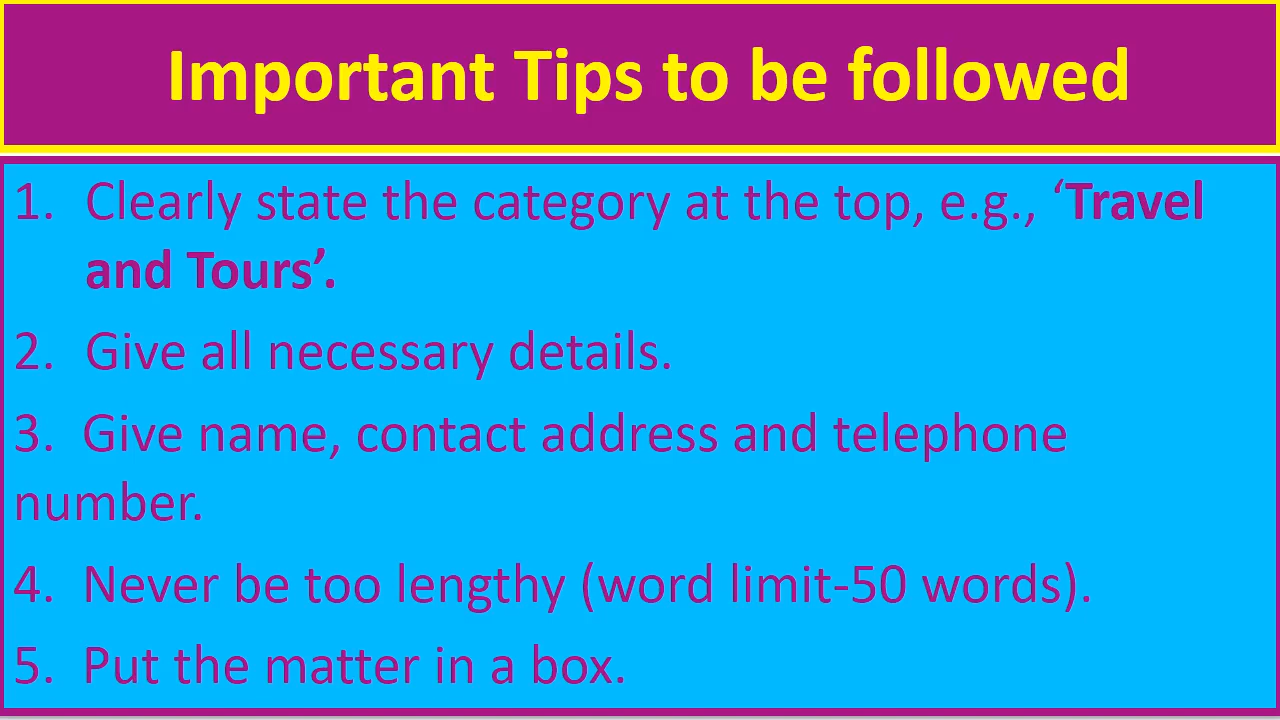 Important Tips to be followed
1. Clearly state the category at the top, e.g., ‘Travel
and Tours’.
2. Give all necessary details.
3. Give name, contact address and telephone
number.
4. Never be too lengthy (word limit-50 words).
5. Put the matter in a box.